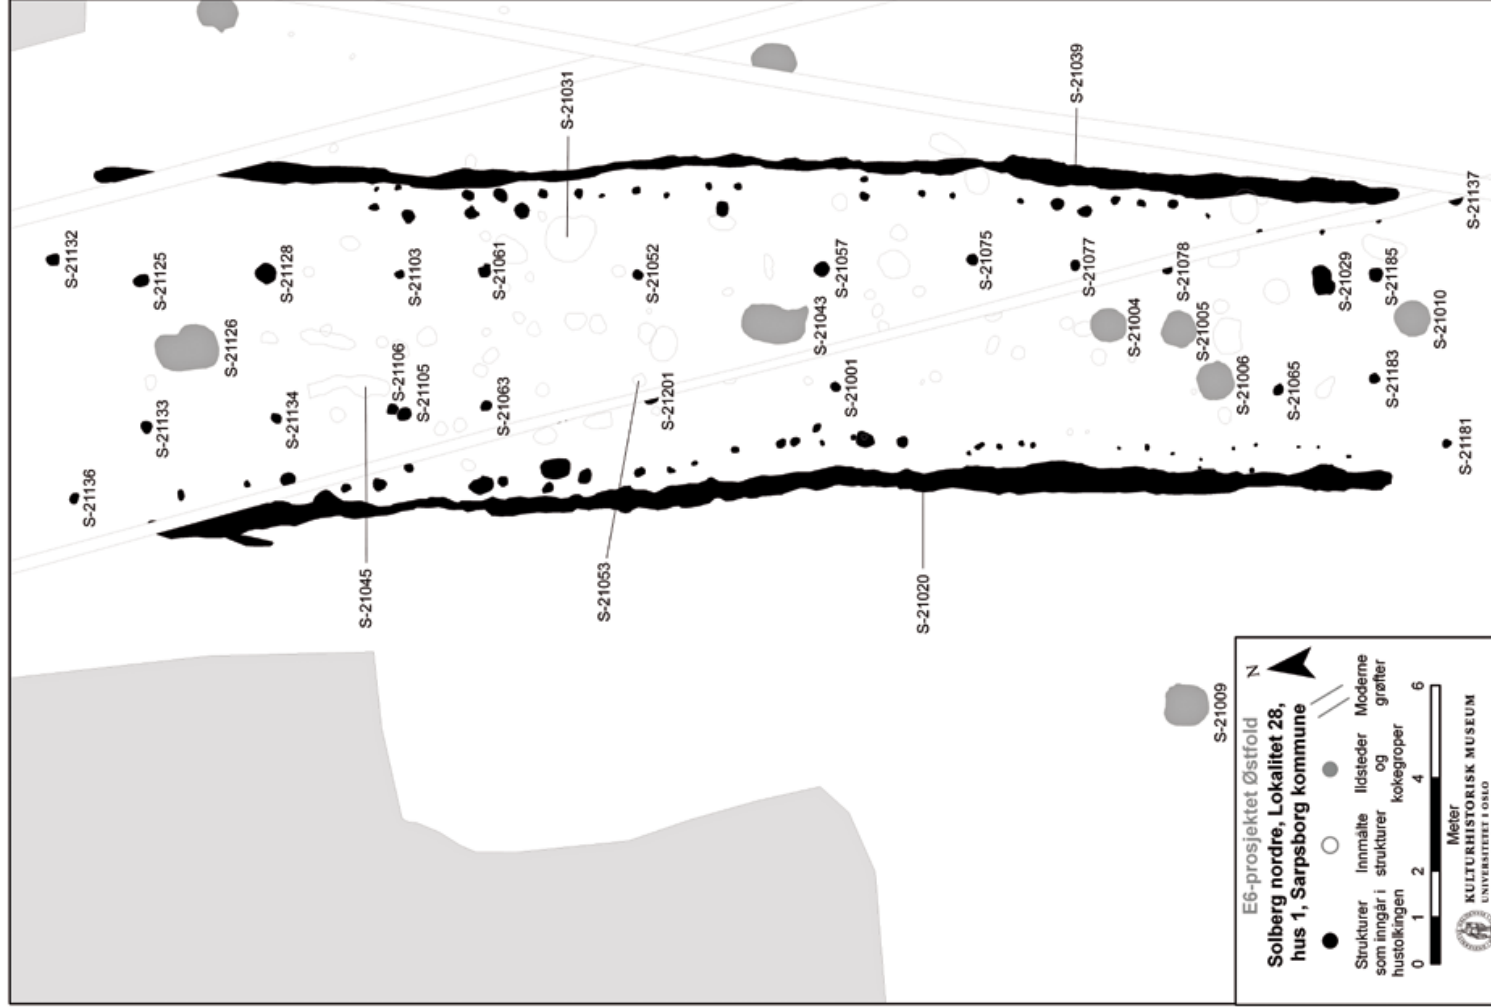 S-21031
S-21039
S-21132
S-21125
S-21128
S-21103
S-21061
S-21052
S-21057
S-21075
S-21077
S-21078
S-21029
S-21185
S-21137
S-21126
S-21043
S-21004
S-21005
S-21010
S-21133
S-21134
S-21106
S-21105
S-21063
S-21201
S-21001
S-21006
S-21065
S-21183
S-21136
S-21181
S-21045
S-21053
S-21020
S-21009
E6-prosjektet Østfold
Solberg nordre, Lokalitet 28,
hus 1, Sarpsborg kommune
N
Strukturer
som inngår i
hustolkingen
Innmålte
strukturer
Ildsteder
og
kokegroper
Moderne
grøfter
0 1 2 4 6
Meter
KULTURHISTORISK MUSEUM
UNIVERSITETET I OSLO